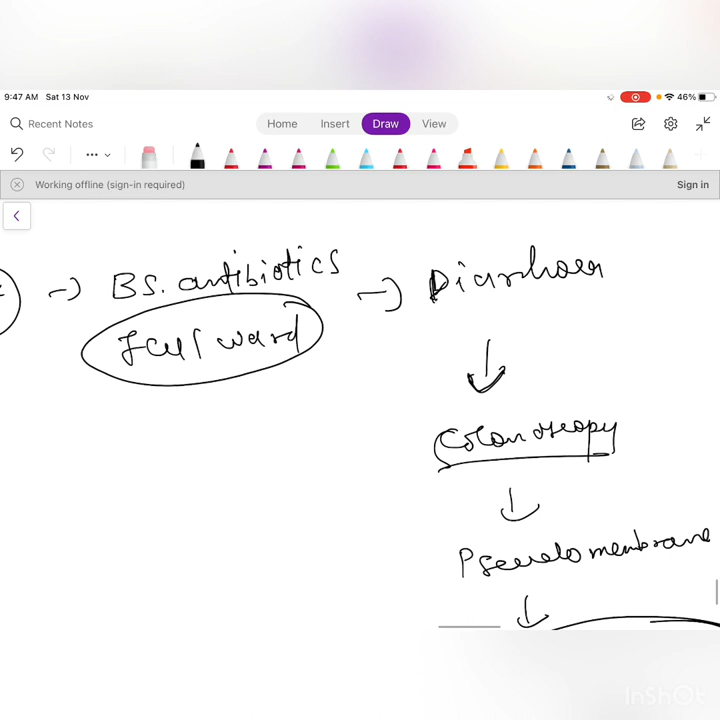 9:47 AM Sat 13 Nov
46%
Recent Notes
Home Insert Draw View
Working offline (sign-in required)
Sign in
BS. antibiotics
Diarrhoea
ICU / ward
Colonoscopy
Pseudomembrane
InShOt